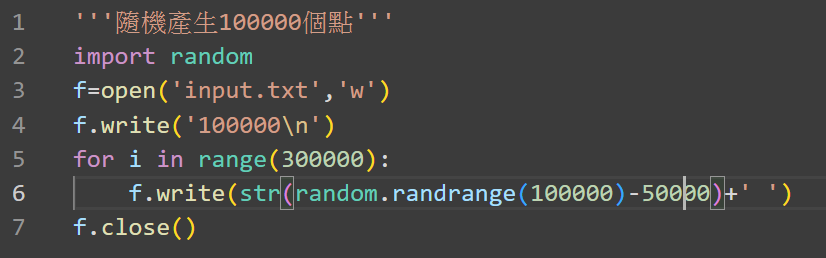 1 '''隨機產生100000個點'''
2 import random
3 f=open('input.txt','w')
4 f.write('100000\n')
5 for i in range(300000):
6     f.write(str(random.randrange(100000)-50000)+' ')
7 f.close()